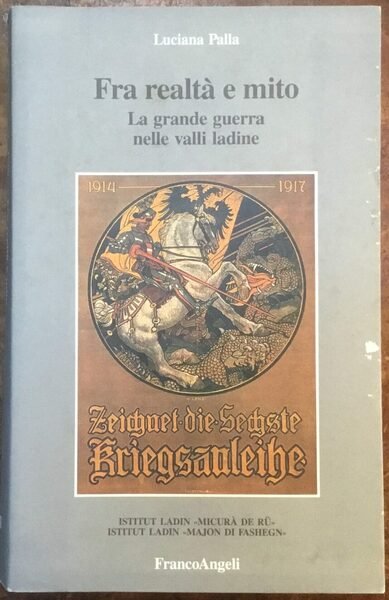 Luciana Palla
Fra realtà e mito
La grande guerra
nelle valli ladine
1914 1917
Zeichnet die Sechste
Kriegsanleihe
ISTITUT LADIN «MICURÀ DE RÜ»
ISTITUT LADIN «MAJON DI FASHEGN»
FrancoAngeli